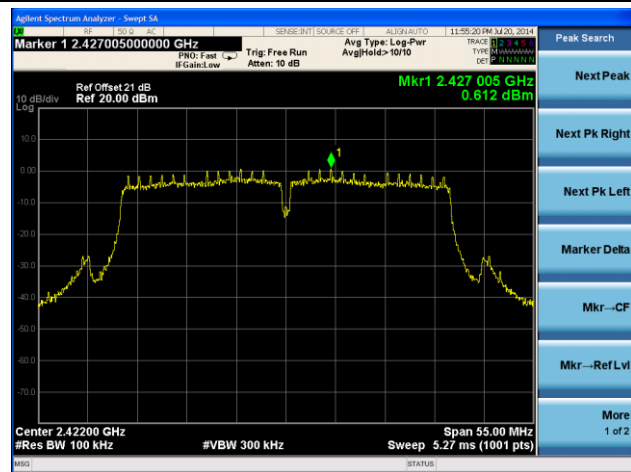 Agilent Spectrum Analyzer - Swept SA
RF 50 Ω AC SENSE:INT SOURCE OFF ALIGN AUTO 11:55:20 PM Jul 20, 2014
Marker 1 2.427005000000 GHz
PNO: Fast
IFGain:Low
Trig: Free Run
Atten: 10 dB
Avg Type: Log-Pwr
Avg|Hold:>10/10
TRACE 1 2 3 4 5 6
TYPE M
DET P N N N N N
Ref Offset 21 dB
10 dB/div Ref 20.00 dBm
Log
Mkr1 2.427 005 GHz
0.612 dBm
10.0
0.00
-10.0
-20.0
-30.0
-40.0
-50.0
-60.0
-70.0
1
Center 2.42200 GHz Span 55.00 MHz
#Res BW 100 kHz #VBW 300 kHz Sweep 5.27 ms (1001 pts)
MSG STATUS
Peak Search
Next Peak
Next Pk Right
Next Pk Left
Marker Delta
Mkr→CF
Mkr→Ref Lvl
More
1 of 2